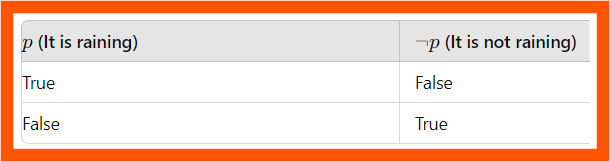 p (It is raining) ¬p (It is not raining)
True False
False True